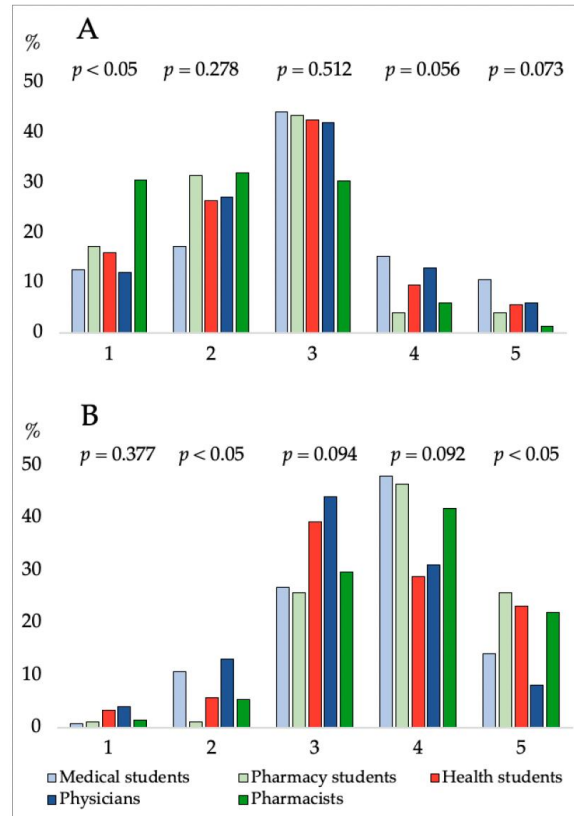 A
%
p < 0.05 p = 0.278 p = 0.512 p = 0.056 p = 0.073
50
40
30
20
10
0
1 2 3 4 5
B
%
p = 0.377 p < 0.05 p = 0.094 p = 0.092 p < 0.05
50
40
30
20
10
0
1 2 3 4 5
Medical students Pharmacy students Health students
Physicians Pharmacists